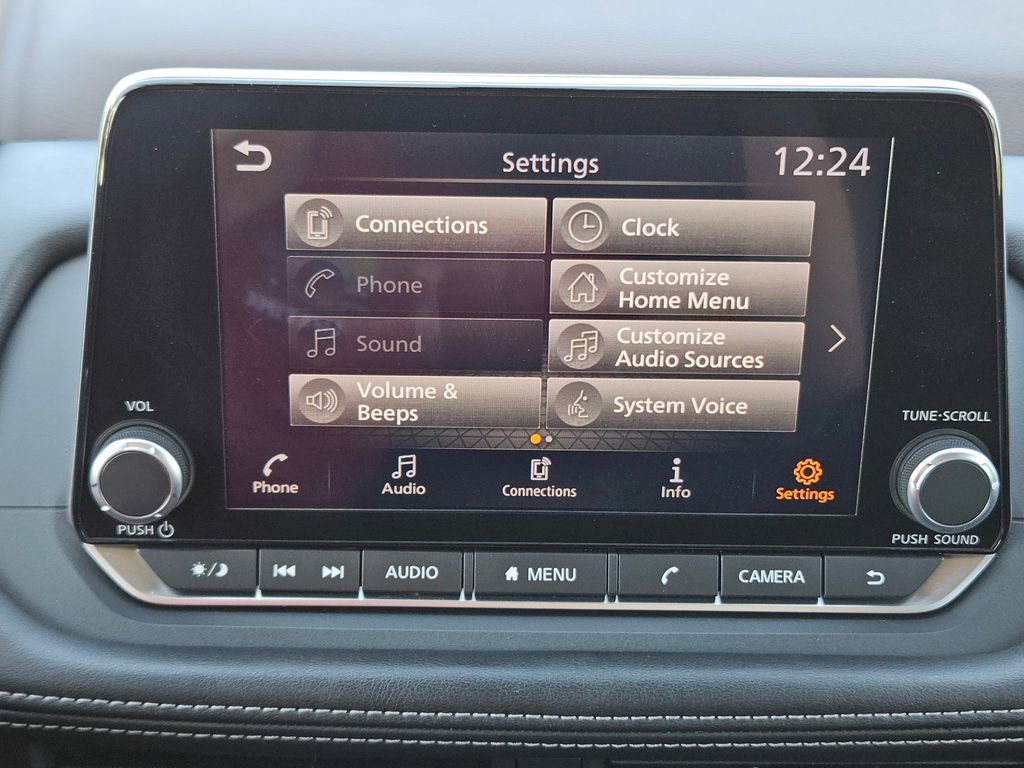 Settings
12:24
Connections
Clock
Phone
Customize
Home Menu
Sound
Customize
Audio Sources
Volume &
Beeps
System Voice
VOL
TUNE·SCROLL
Phone
Audio
Connections
Info
Settings
PUSH
PUSH SOUND
AUDIO
MENU
CAMERA